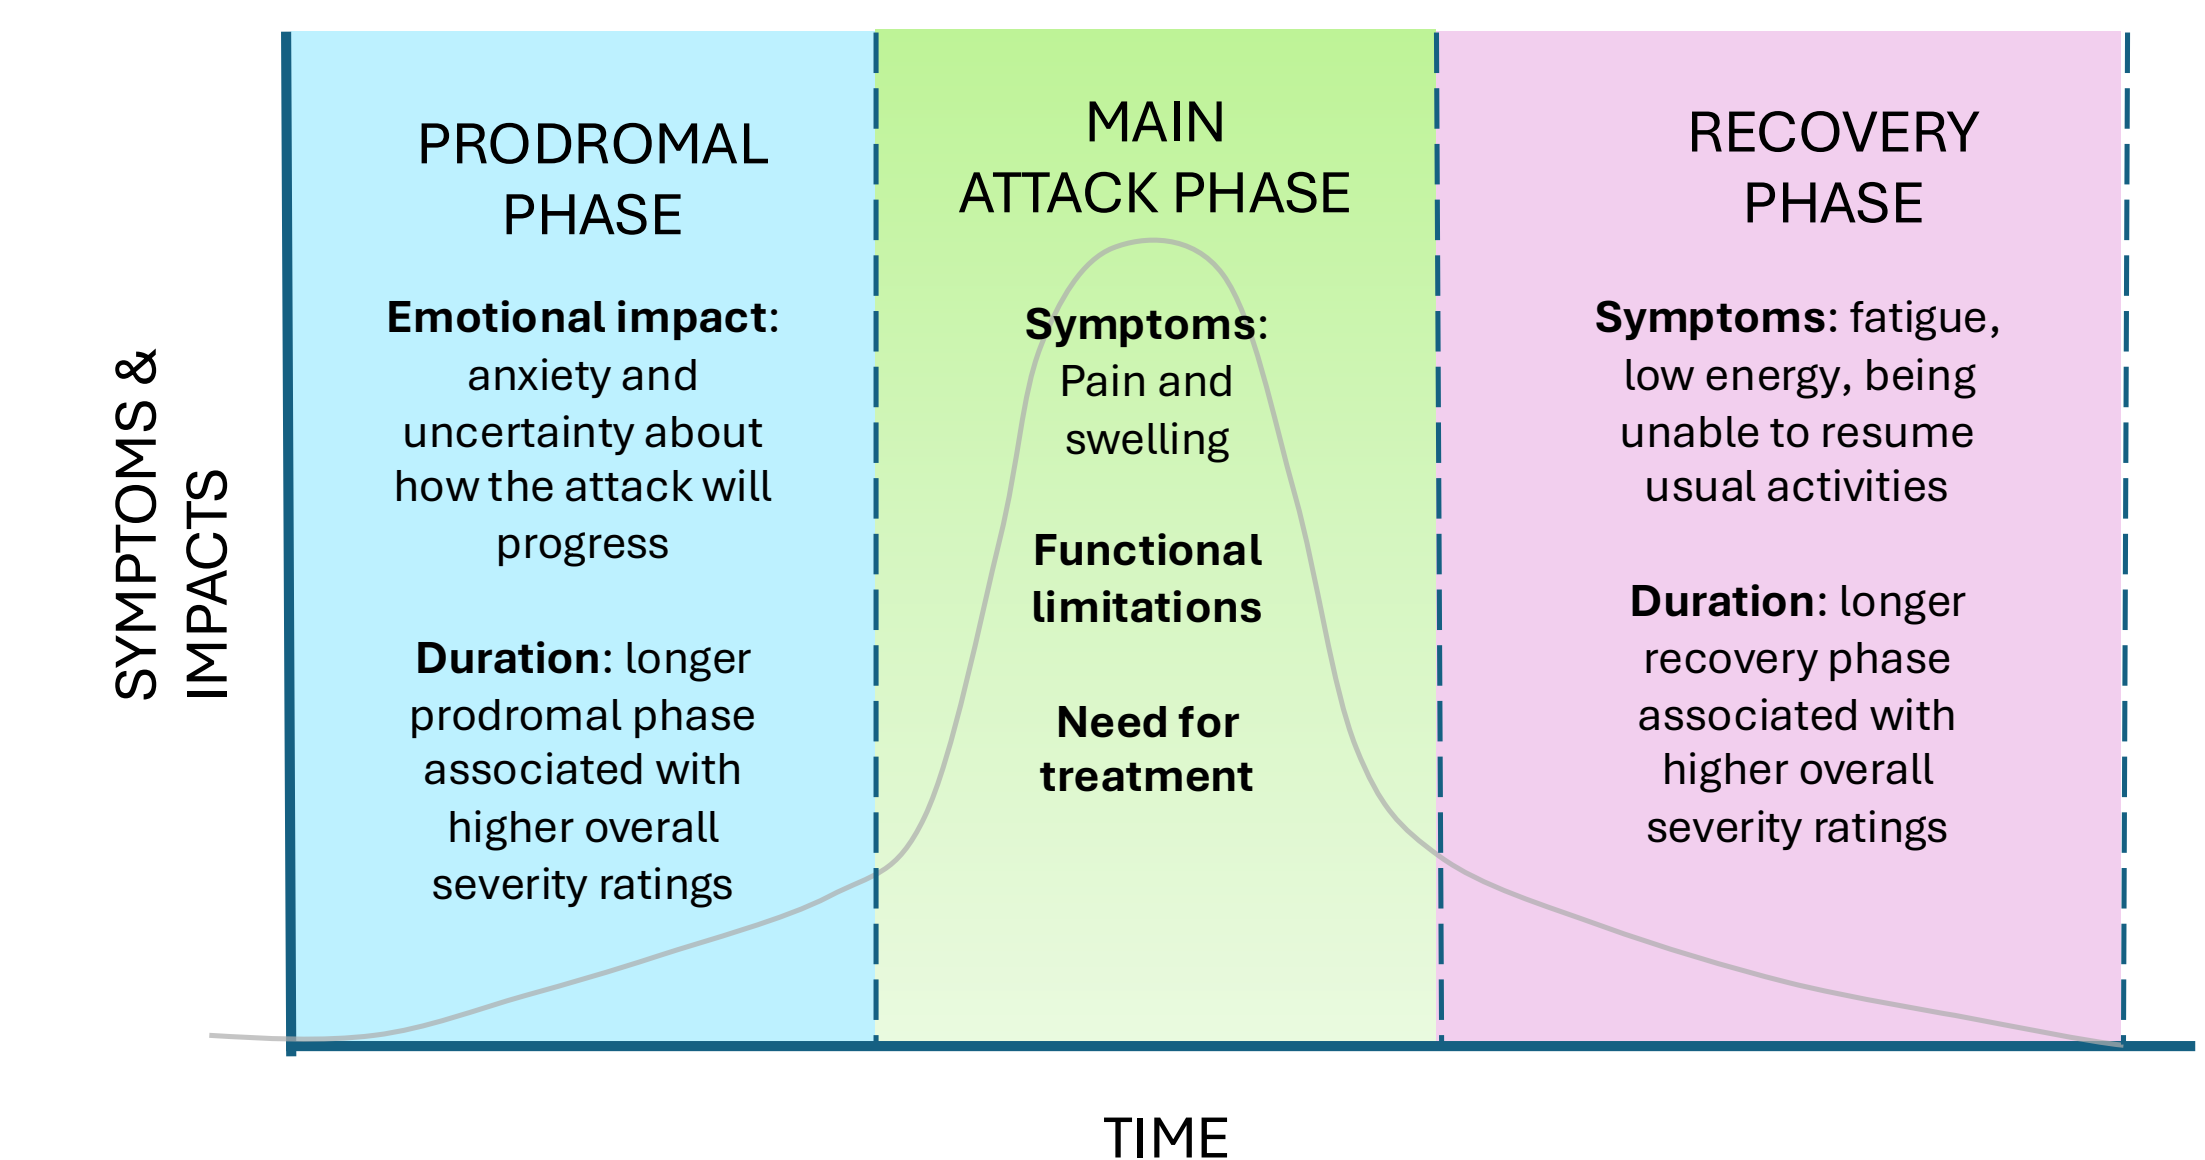 SYMPTOMS &
IMPACTS
PRODROMAL
PHASE
Emotional impact:
anxiety and
uncertainty about
how the attack will
progress
Duration: longer
prodromal phase
associated with
higher overall
severity ratings
MAIN
ATTACK PHASE
Symptoms:
Pain and
swelling
Functional
limitations
Need for
treatment
RECOVERY
PHASE
Symptoms: fatigue,
low energy, being
unable to resume
usual activities
Duration: longer
recovery phase
associated with
higher overall
severity ratings
TIME